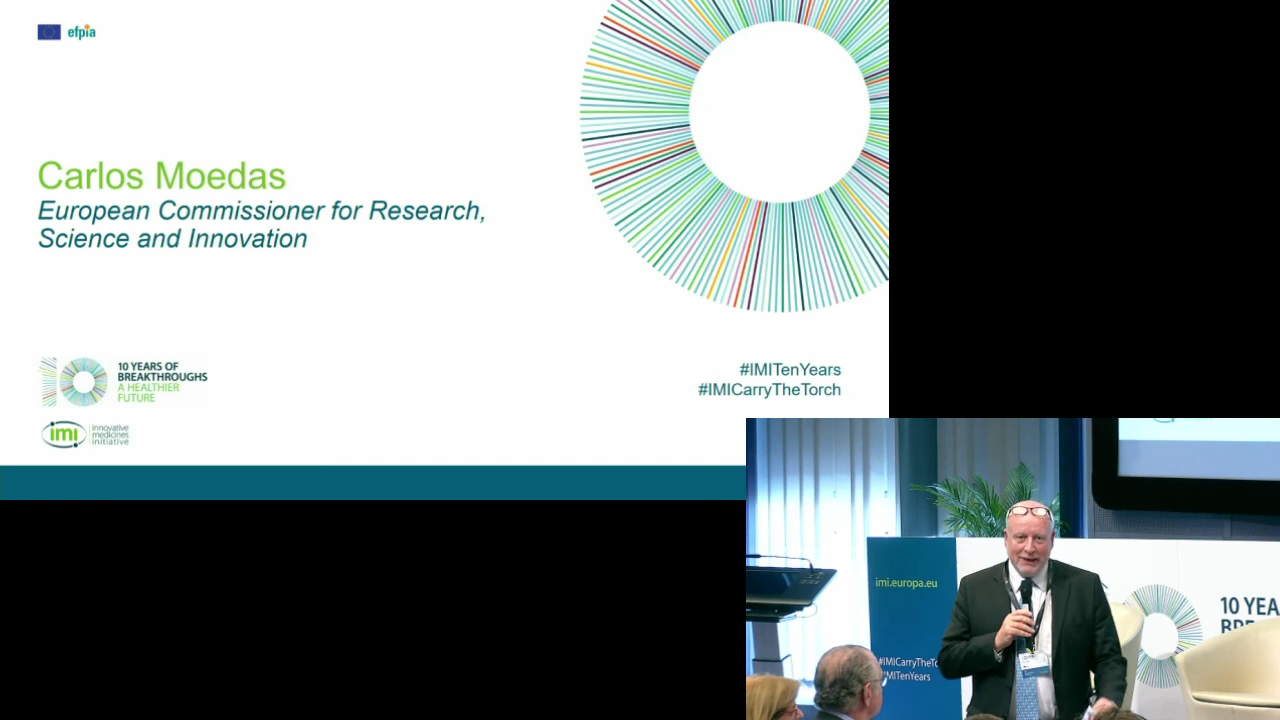 efpia
Carlos Moedas
European Commissioner for Research,
Science and Innovation
10 YEARS OF
BREAKTHROUGHS
A HEALTHIER
FUTURE
imi
innovative
medicines
initiative
#IMITenYears
#IMICarryTheTorch
imi.europa.eu
#IMICarryTheTo
IMITenYears
10 YEA
BRE